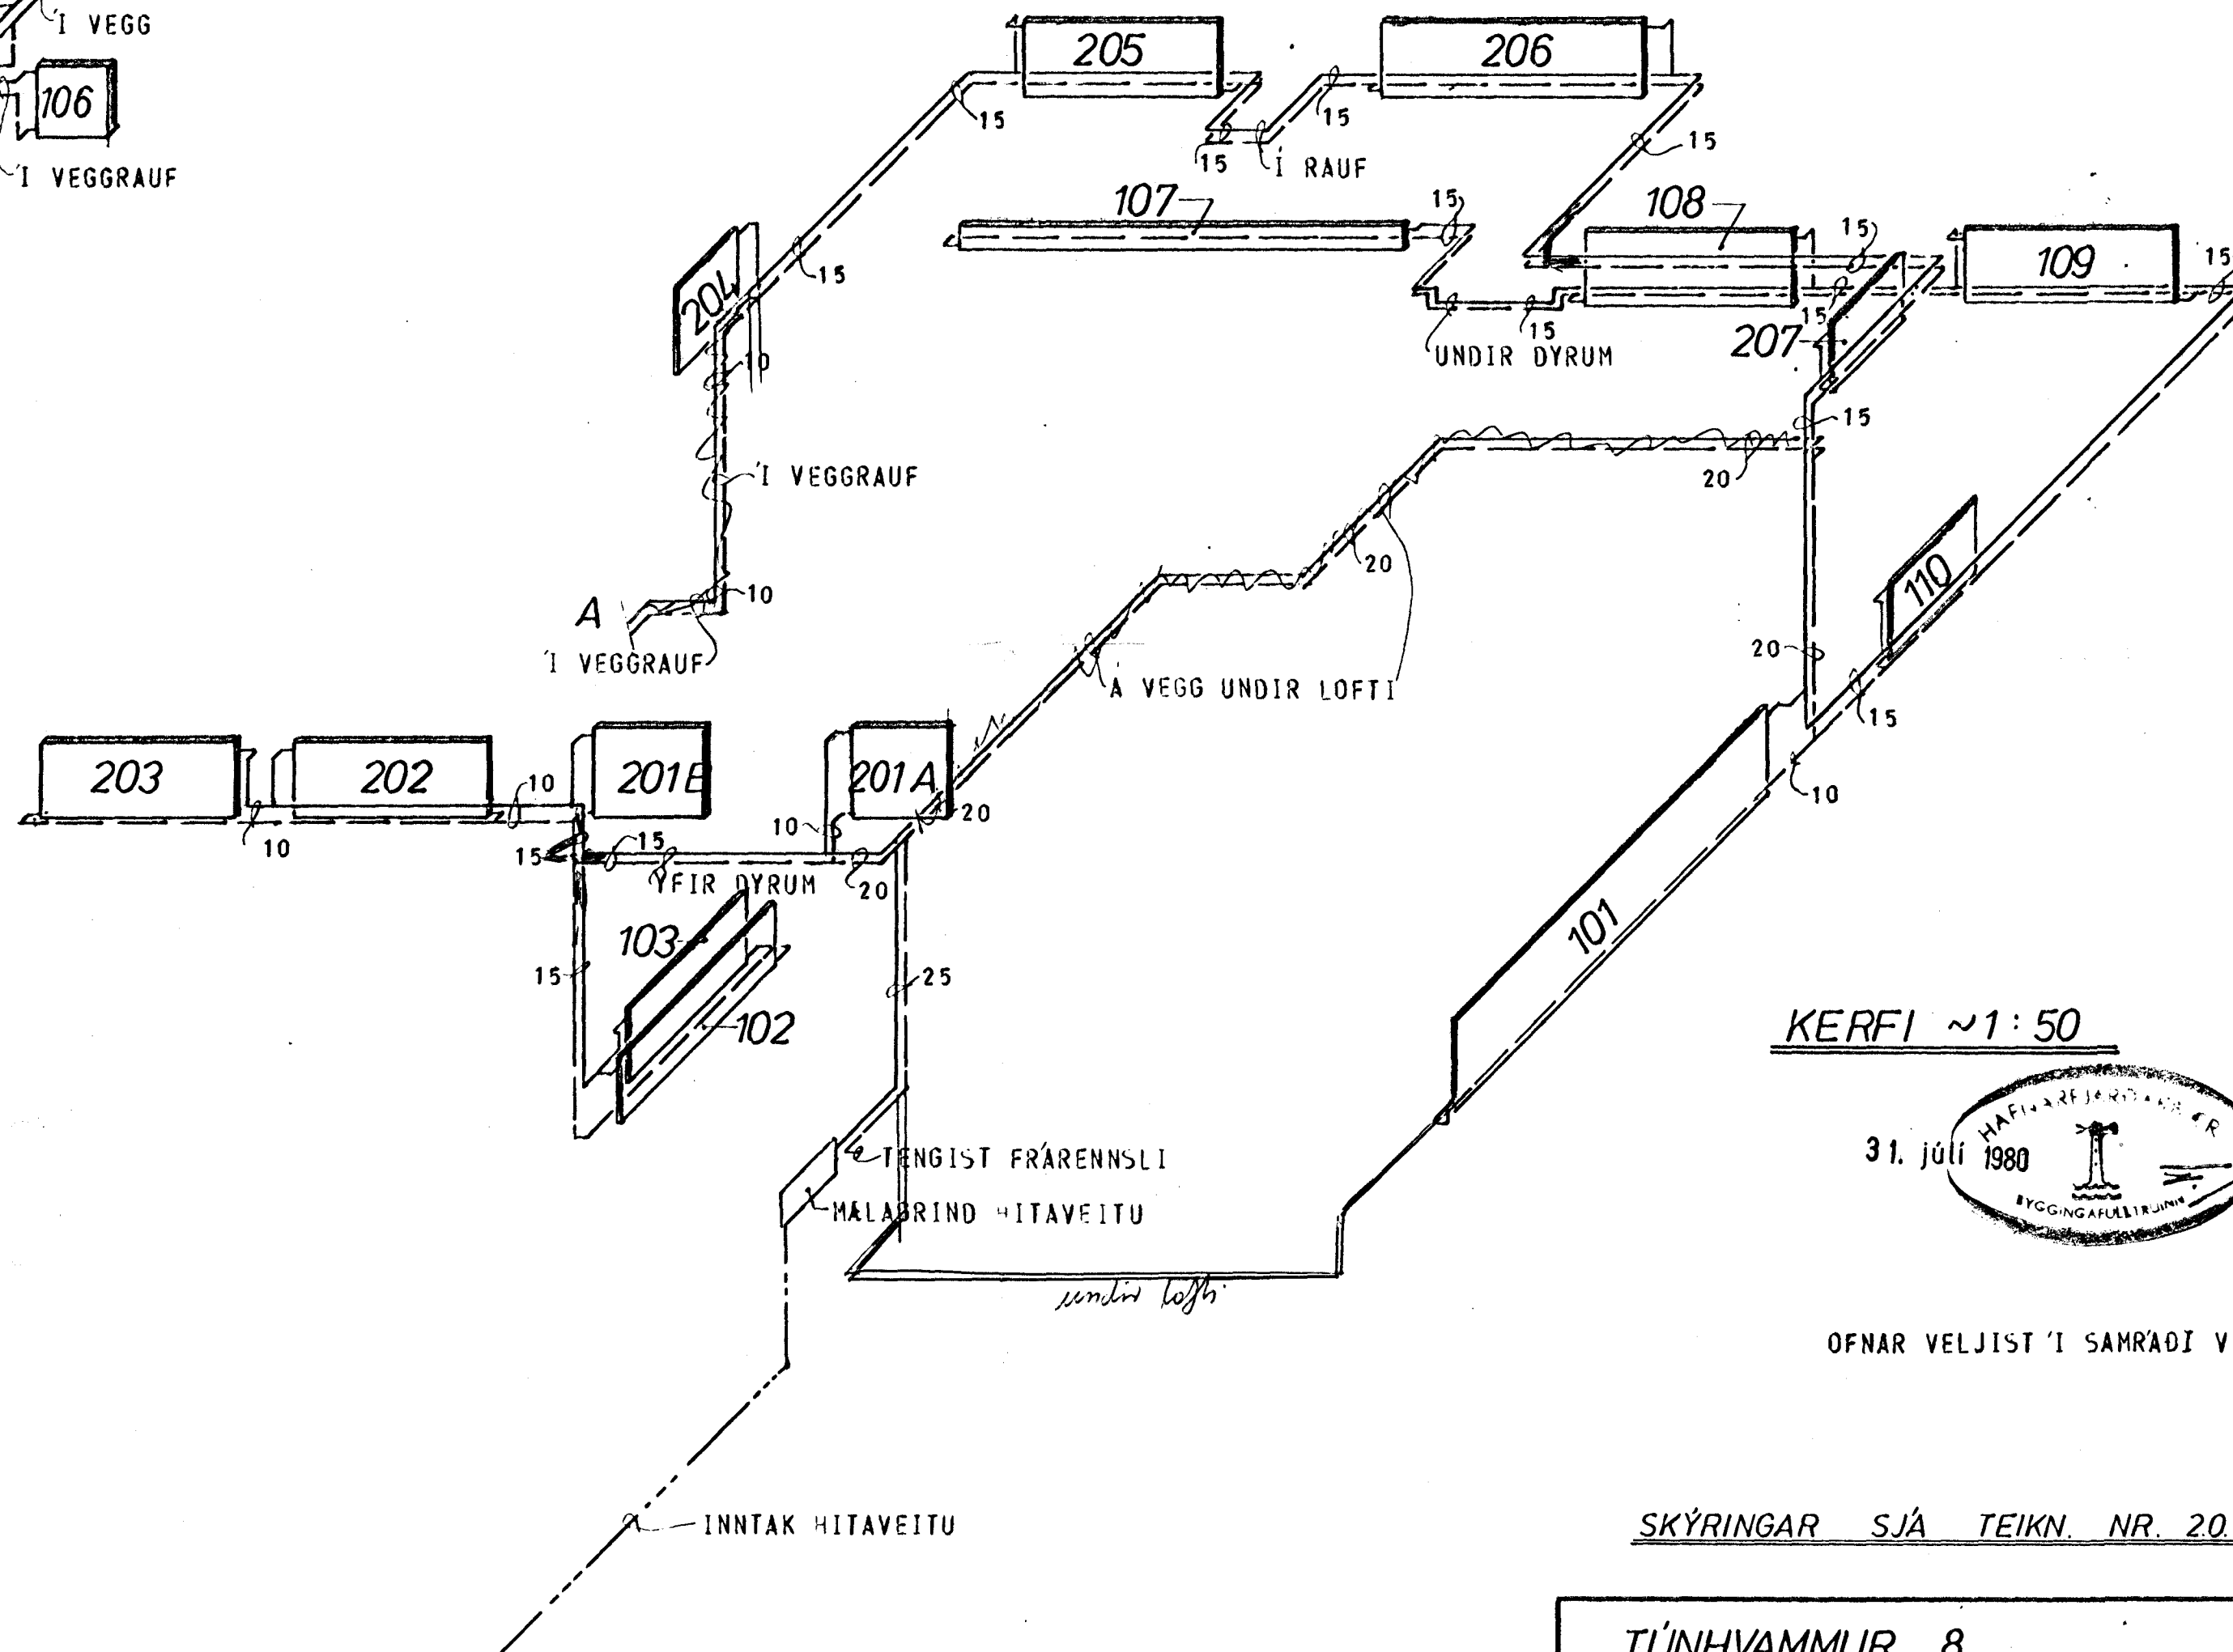 Í VEGG
106
Í VEGGRAUF
205
206
15
15
15
Í RAUF
15
107
15
108
15
109
15
204
15
10
15
UNDIR DYRUM
15
207
15
20
Í VEGGRAUF
20
10
A
Í VEGGRAUF
110
Á VEGG UNDIR LOFTI
20
15
10
203
202
201B
201A
10
10
15
15
10
20
20
YFIR DYRUM
103
102
15
25
101
KERFI ~1:50
31. júlí 1980
BYGGINGAFULLTRÚINN
TENGIST FRÁRENNSLI
MÆLAGRIND HITAVEITU
undir lofti
OFNAR VELJIST Í SAMRÁÐI V
INNTAK HITAVEITU
SKÝRINGAR SJÁ TEIKN. NR. 20.
TÚNHVAMMUR 8